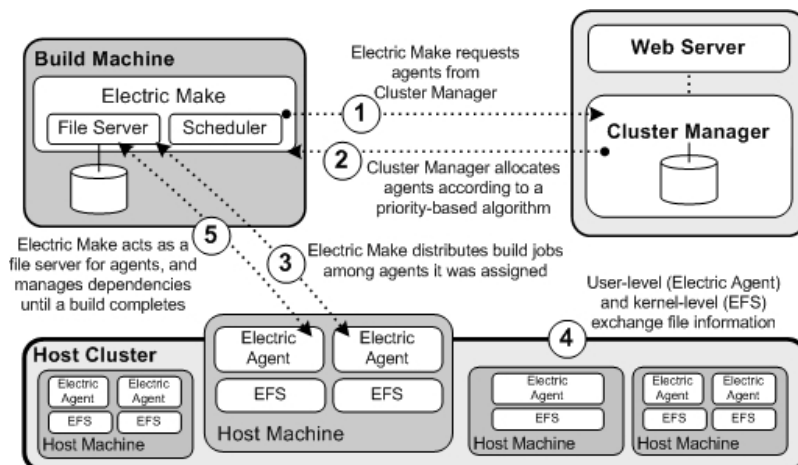 Build Machine
Electric Make
File Server
Scheduler
Electric Make requests
agents from
Cluster Manager
1
2
Cluster Manager allocates
agents according to a
priority-based algorithm
Web Server
Cluster Manager
5
Electric Make acts as a
file server for agents, and
manages dependencies
until a build completes
3
Electric Make distributes build jobs
among agents it was assigned
User-level (Electric Agent)
and kernel-level (EFS)
exchange file information
4
Host Cluster
Electric
Agent
Electric
Agent
EFS
EFS
Host Machine
Electric
Agent
Electric
Agent
EFS
EFS
Host Machine
Electric
Agent
EFS
Host Machine
Electric
Agent
Electric
Agent
EFS
EFS
Host Machine